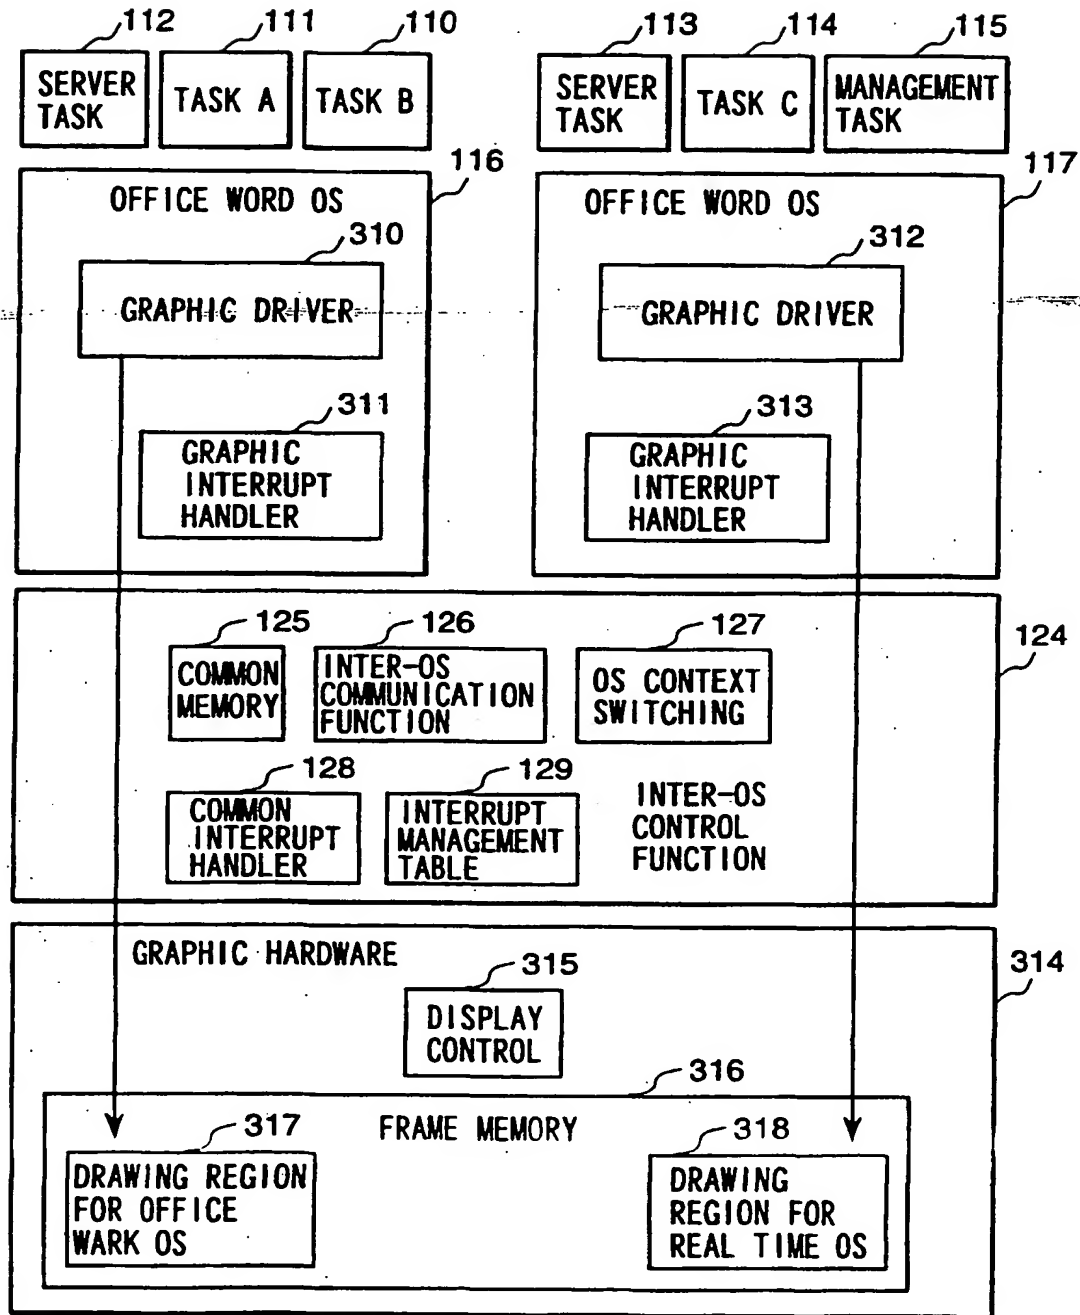 112
111
110
113
114
115
SERVER
TASK
TASK A
TASK B
SERVER
TASK
TASK C
MANAGEMENT
TASK
116
117
OFFICE WORD OS
OFFICE WORD OS
310
312
GRAPHIC DRIVER
GRAPHIC DRIVER
311
313
GRAPHIC
INTERRUPT
HANDLER
GRAPHIC
INTERRUPT
HANDLER
124
125
126
127
COMMON
MEMORY
INTER-OS
COMMUNICATION
FUNCTION
OS CONTEXT
SWITCHING
128
129
COMMON
INTERRUPT
HANDLER
INTERRUPT
MANAGEMENT
TABLE
INTER-OS
CONTROL
FUNCTION
GRAPHIC HARDWARE
314
315
DISPLAY
CONTROL
316
FRAME MEMORY
317
318
DRAWING REGION
FOR OFFICE
WARK OS
DRAWING
REGION FOR
REAL TIME OS